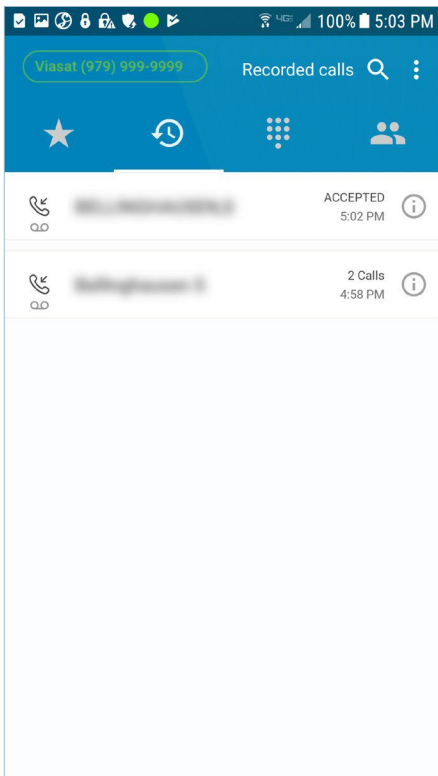 4GE 100% 5:03 PM
Viasat (979) 999-9999 Recorded calls
ACCEPTED
5:02 PM
2 Calls
4:58 PM